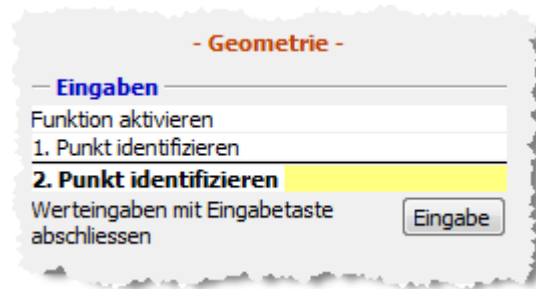 - Geometrie -
Eingaben
Funktion aktivieren
1. Punkt identifizieren
2. Punkt identifizieren
Werteingaben mit Eingabetaste
abschliessen
Eingabe